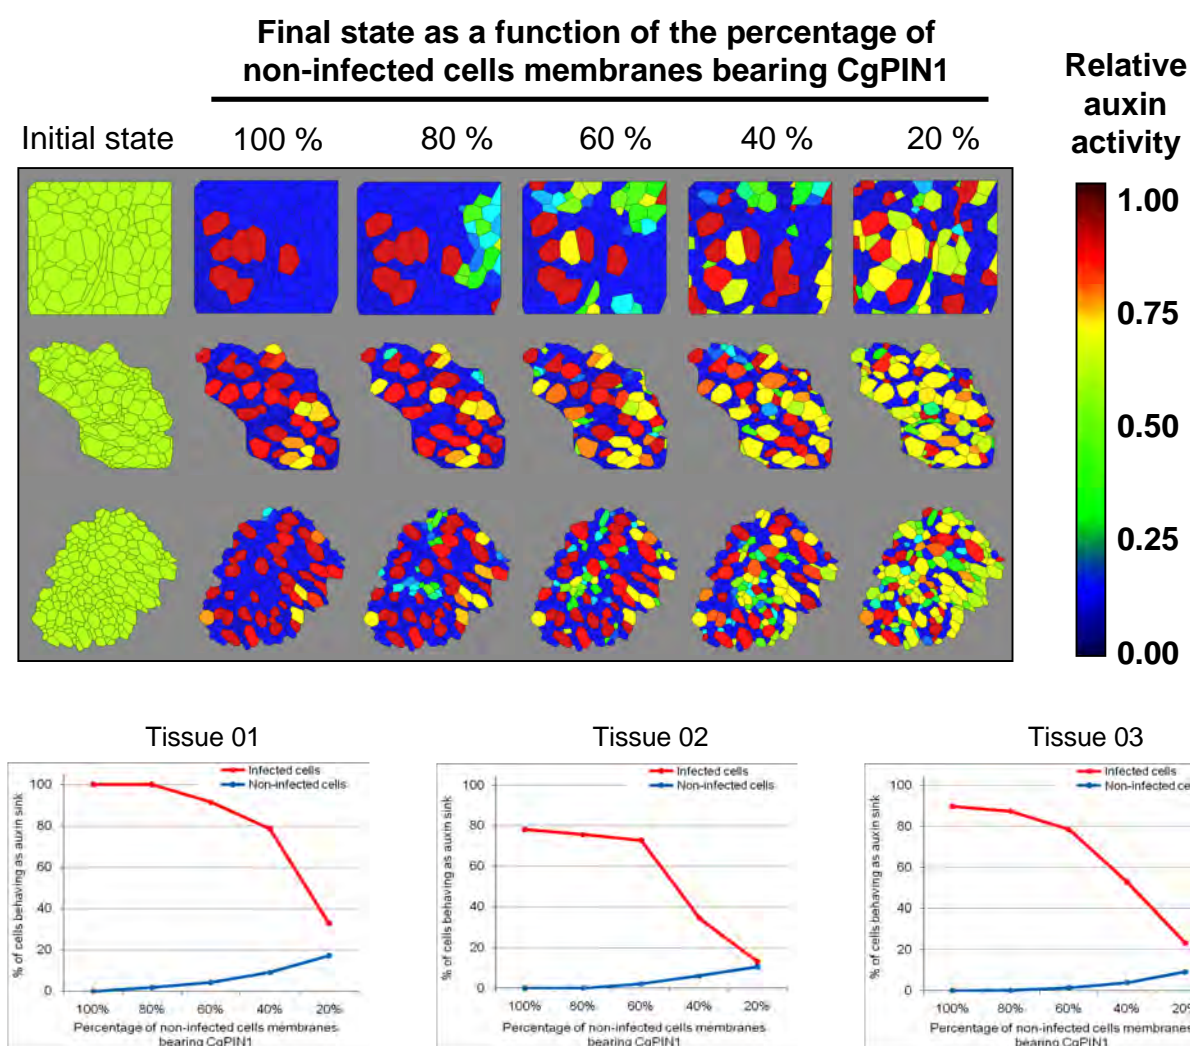 Final state as a function of the percentage of
non-infected cells membranes bearing CgPIN1
Relative
auxin
activity
Initial state 100 % 80 % 60 % 40 % 20 %
1.00
0.75
0.50
0.25
0.00
Tissue 01
Infected cells
Non-infected cells
% of cells behaving as auxin sink
100
80
60
40
20
0
100% 80% 60% 40% 20%
Percentage of non-infected cells membranes
bearing CgPIN1
Tissue 02
Infected cells
Non-infected cells
% of cells behaving as auxin sink
100
80
60
40
20
0
100% 80% 60% 40% 20%
Percentage of non-infected cells membranes
bearing CgPIN1
Tissue 03
Infected cells
Non-infected cel
% of cells behaving as auxin sink
100
80
60
40
20
0
100% 80% 60% 40% 20%
Percentage of non-infected cells membranes
bearing CgPIN1